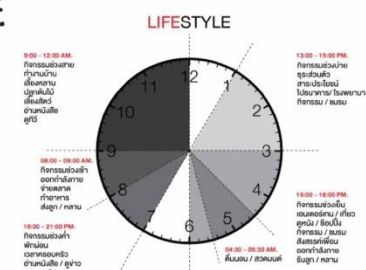 LIFESTYLE
9:00 - 12:00 AM.
กิจกรรมช่วงสาย
ทำงานบ้าน
เลี้ยงหลาน
ปลูกต้นไม้
เลี้ยงสัตว์
อ่านหนังสือ
ดูทีวี
13:00 - 15:00 PM.
กิจกรรมช่วงบ่าย
ธุระส่วนตัว
สาระประโยชน์
ไปธนาคาร/ โรงพยาบาล
กิจกรรม / ชมรม
12
11
1
10
2
9
3
8
4
7
5
6
06:00 - 09:00 AM.
กิจกรรมช่วงเช้า
ออกกำลังกาย
จ่ายตลาด
ทำอาหาร
ส่งลูก / หลาน
16:00 - 18:00 PM.
กิจกรรมช่วงเย็น
เอนเตอร์เทน / เที่ยว
ดูหนัง / ช้อปปิ้ง
กิจกรรม / ชมรม
สังสรรค์เพื่อน
ออกกำลังกาย
รับลูก / หลาน
19:00 - 21:00 PM.
กิจกรรมช่วงค่ำ
พักผ่อน
เวลาครอบครัว
อ่านหนังสือ / ดูข่าว
04:30 - 05:30 AM.
ตื่นนอน / สวดมนต์